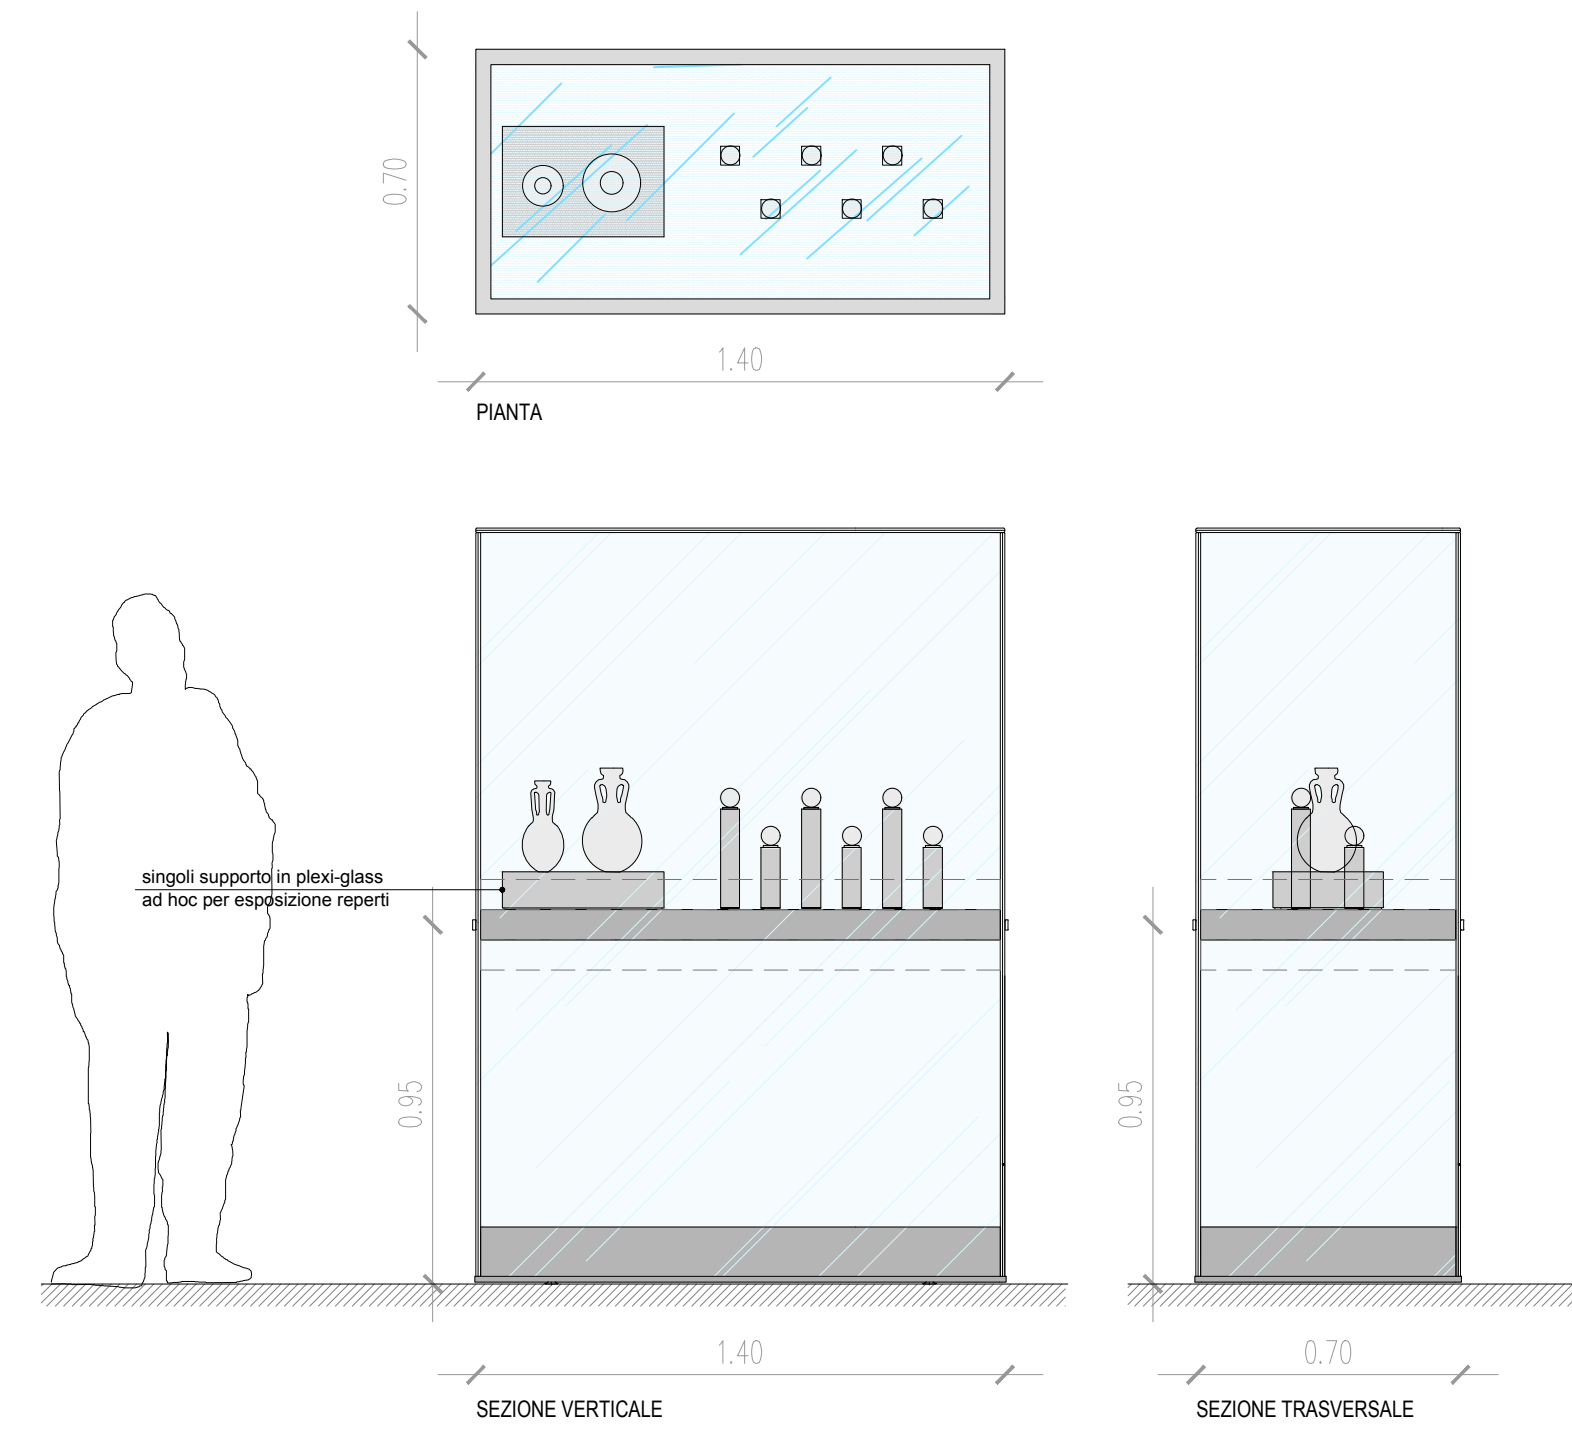 0.70
1.40
PIANTA
singoli supporto in plexi-glass
ad hoc per esposizione reperti
0.95
0.95
1.40
0.70
SEZIONE VERTICALE
SEZIONE TRASVERSALE